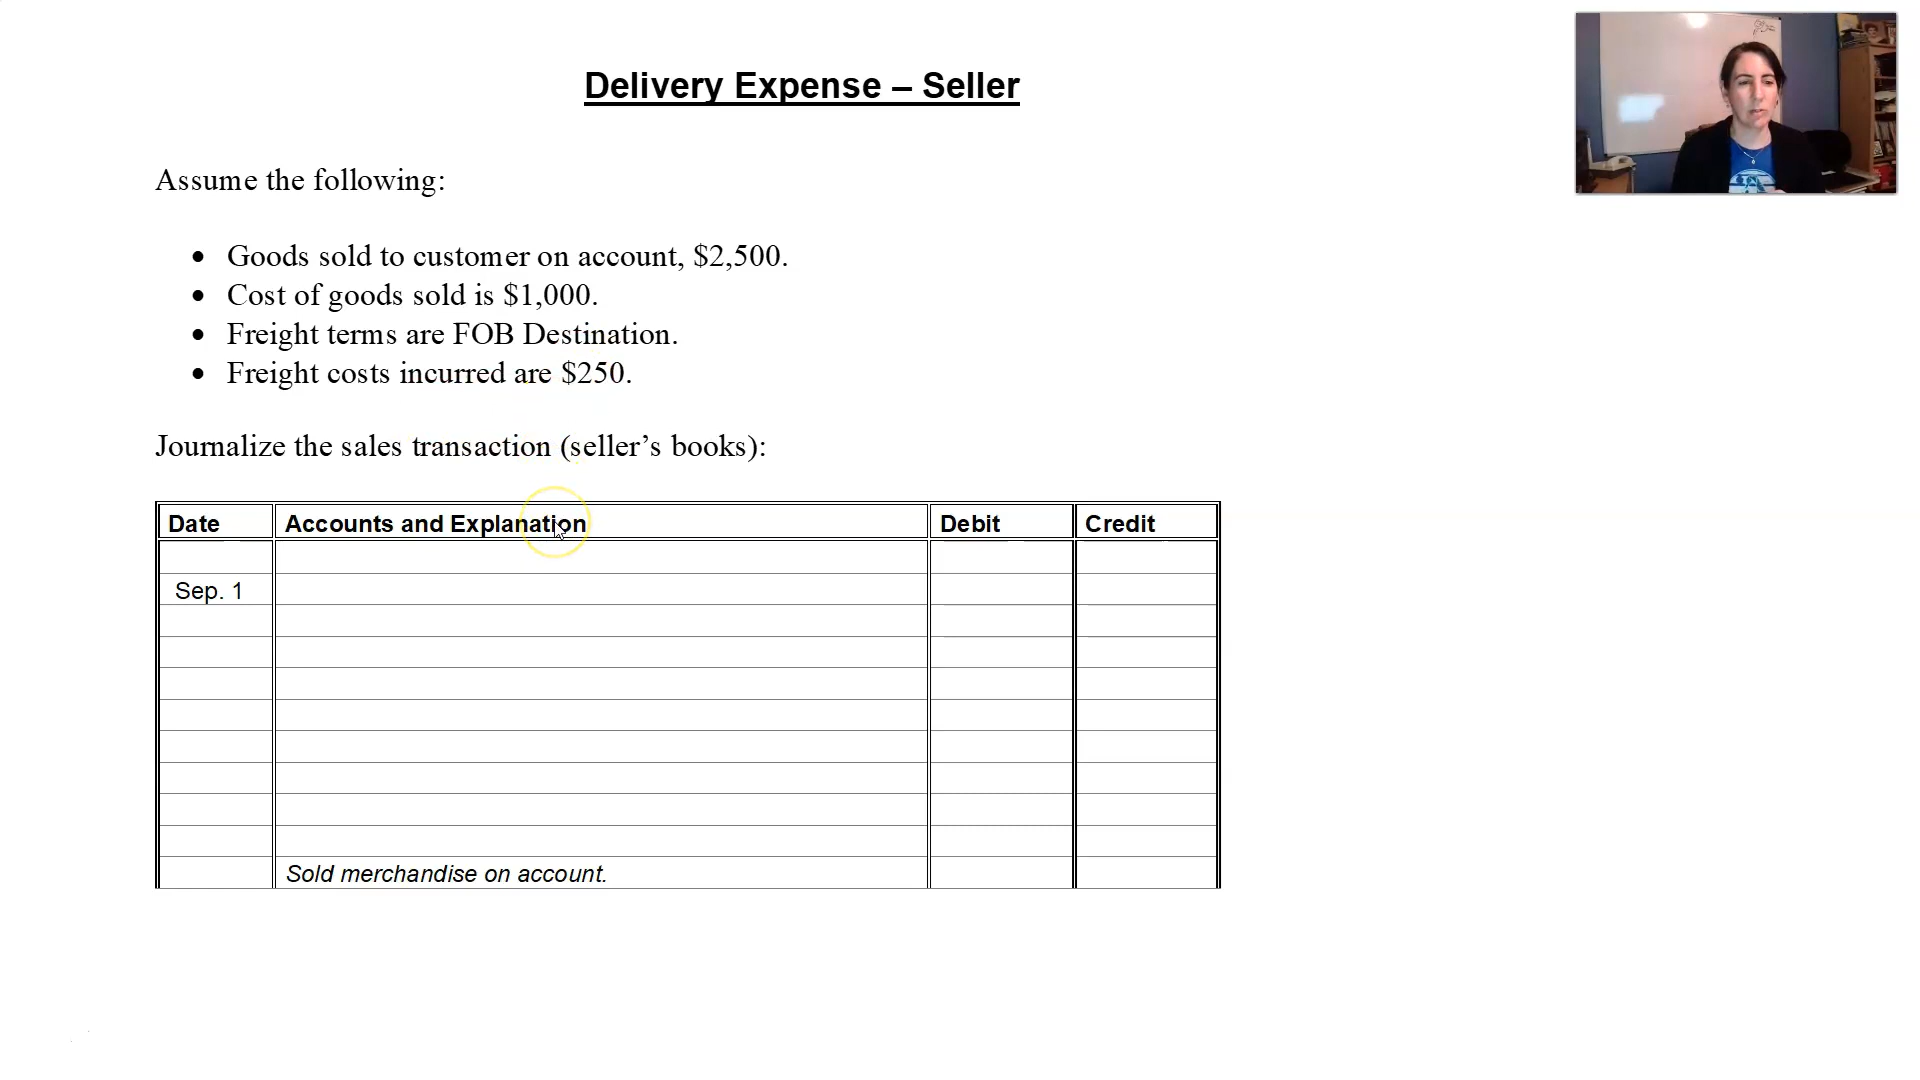 Delivery Expense – Seller
Assume the following:
• Goods sold to customer on account, $2,500.
• Cost of goods sold is $1,000.
• Freight terms are FOB Destination.
• Freight costs incurred are $250.
Journalize the sales transaction (seller’s books):
Date Accounts and Explanation Debit Credit
Sep. 1
Sold merchandise on account.